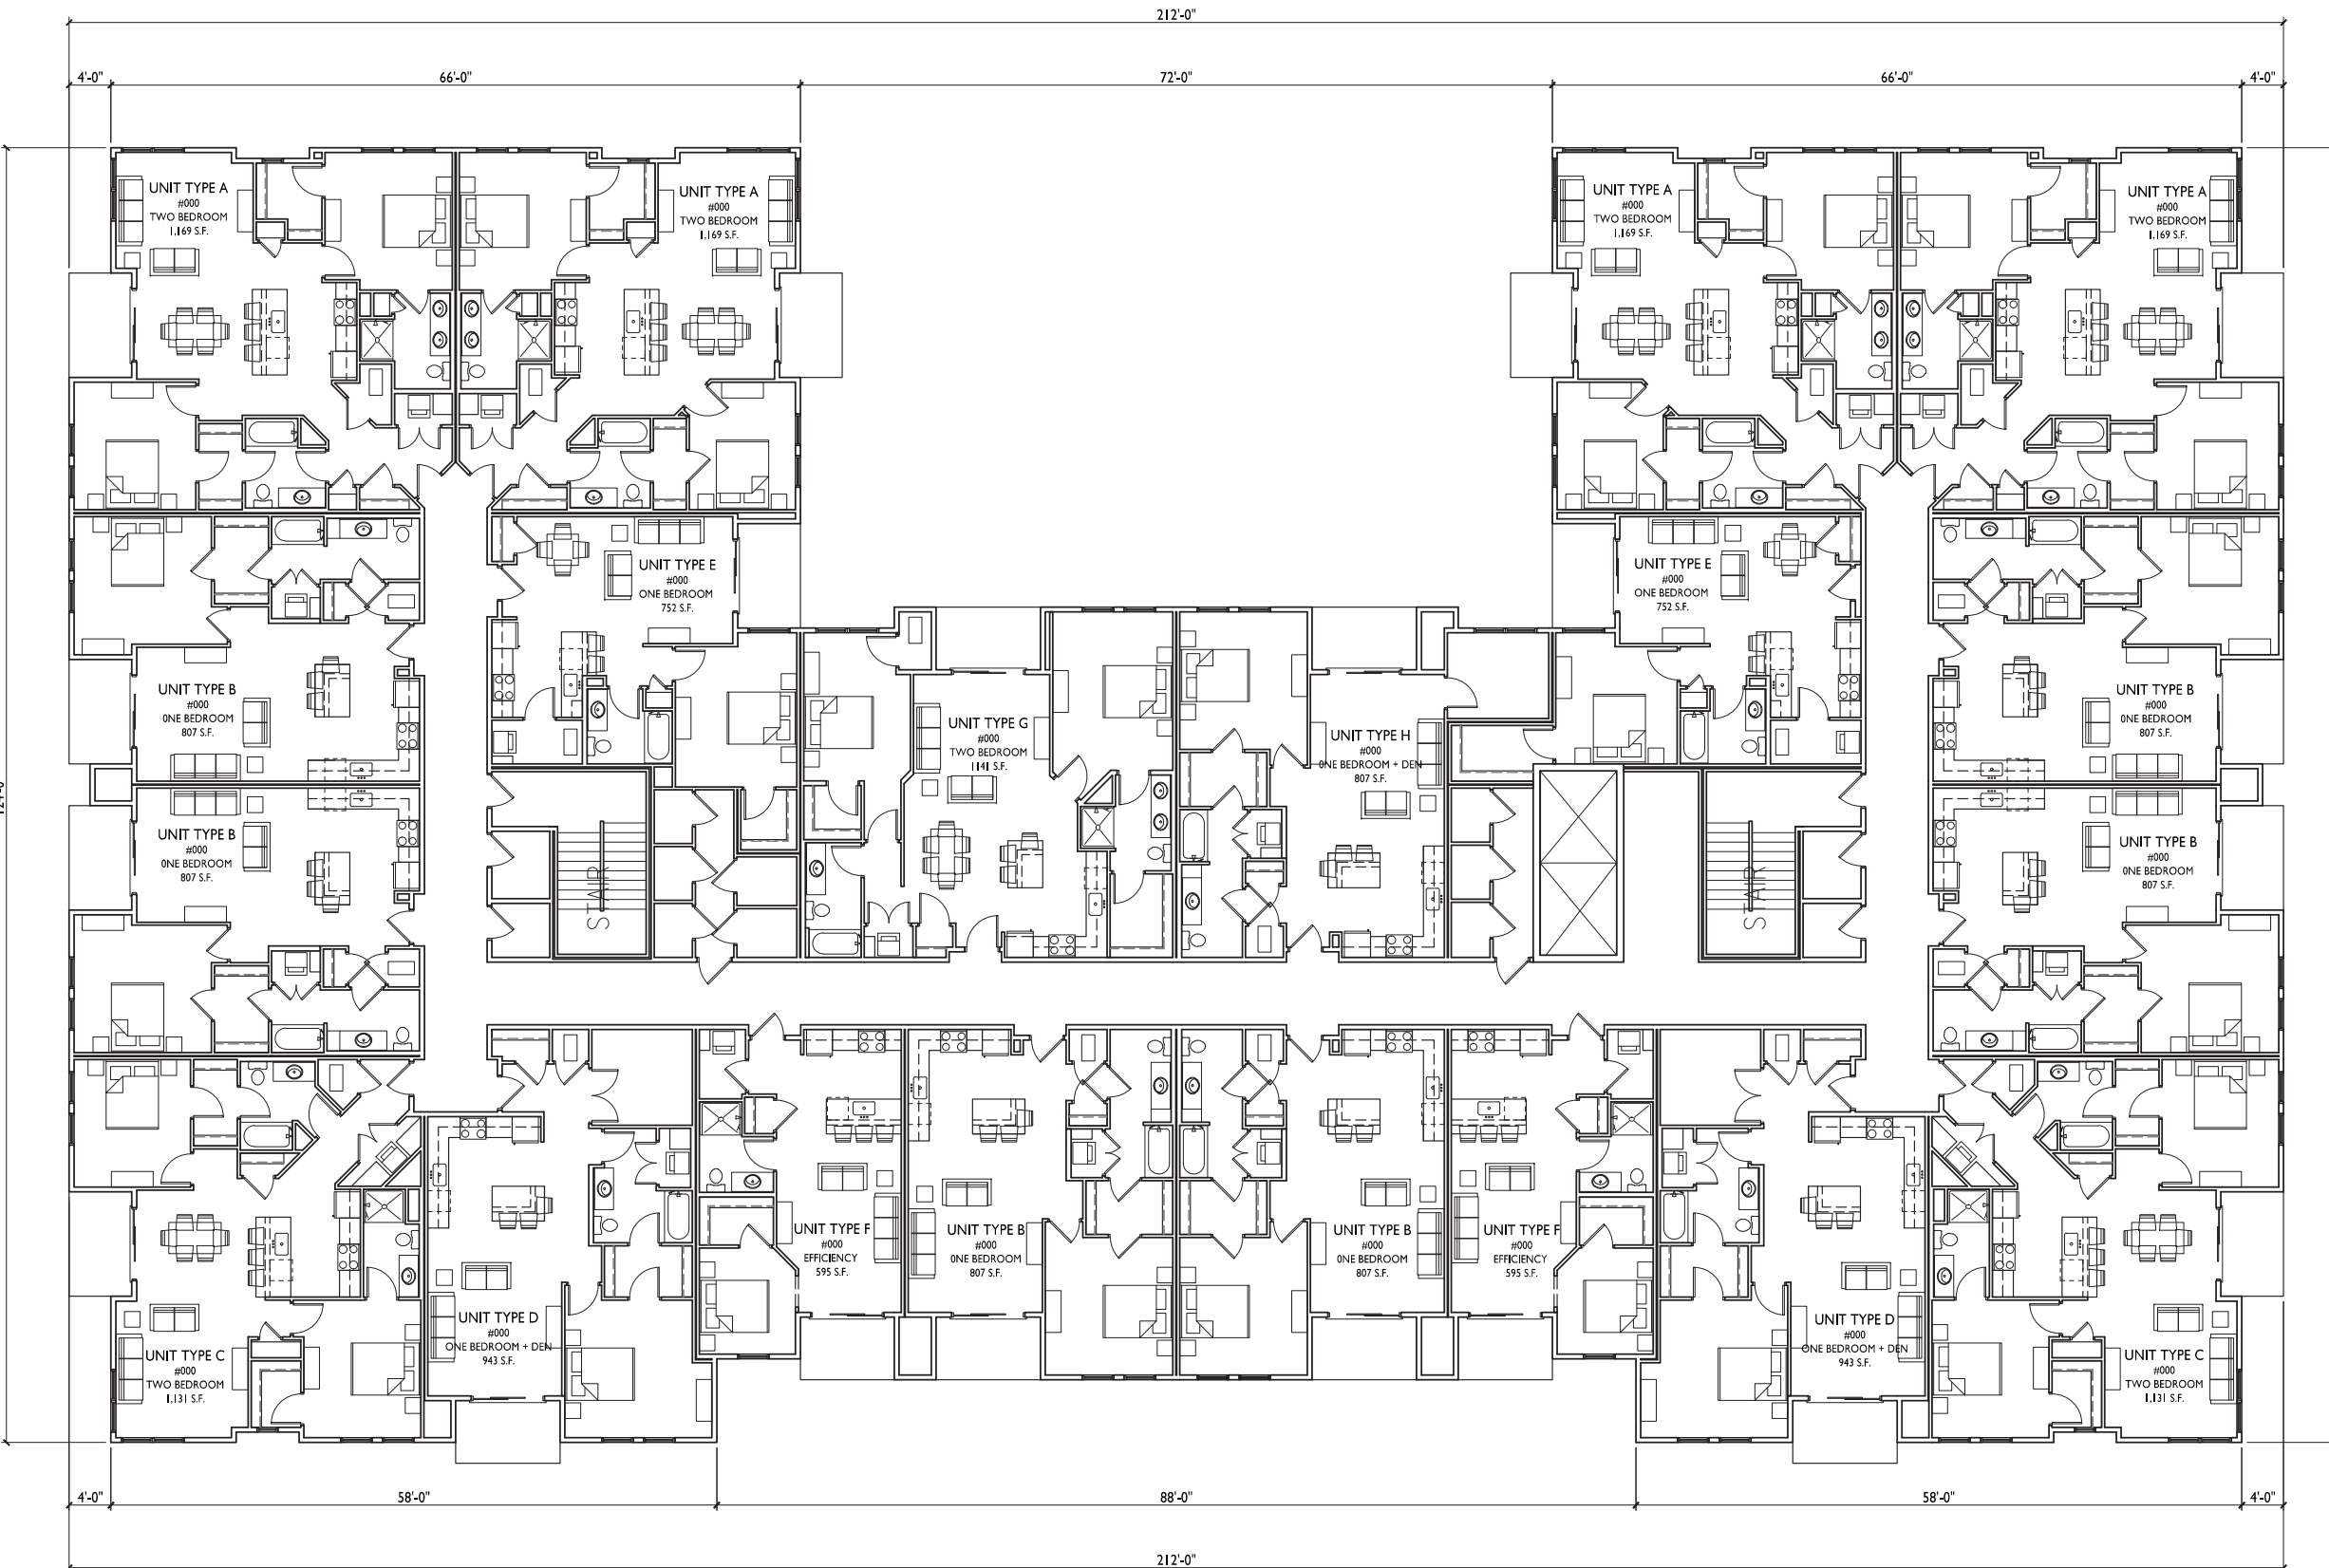 212'-0"
4'-0"
66'-0"
72'-0"
66'-0"
4'-0"
UNIT TYPE A
#000
TWO BEDROOM
1,169 S.F.
UNIT TYPE A
#000
TWO BEDROOM
1,169 S.F.
UNIT TYPE A
#000
TWO BEDROOM
1,169 S.F.
UNIT TYPE A
#000
TWO BEDROOM
1,169 S.F.
UNIT TYPE E
#000
ONE BEDROOM
752 S.F.
UNIT TYPE E
#000
ONE BEDROOM
752 S.F.
UNIT TYPE B
#000
ONE BEDROOM
807 S.F.
UNIT TYPE G
#000
TWO BEDROOM
1141 S.F.
UNIT TYPE H
#000
ONE BEDROOM + DEN
807 S.F.
UNIT TYPE B
#000
ONE BEDROOM
807 S.F.
UNIT TYPE B
#000
ONE BEDROOM
807 S.F.
STAIR
STAIR
UNIT TYPE B
#000
ONE BEDROOM
807 S.F.
UNIT TYPE F
#000
EFFICIENCY
595 S.F.
UNIT TYPE B
#000
ONE BEDROOM
807 S.F.
UNIT TYPE B
#000
ONE BEDROOM
807 S.F.
UNIT TYPE F
#000
EFFICIENCY
595 S.F.
UNIT TYPE C
#000
TWO BEDROOM
1,131 S.F.
UNIT TYPE D
#000
ONE BEDROOM + DEN
943 S.F.
UNIT TYPE D
#000
ONE BEDROOM + DEN
943 S.F.
UNIT TYPE C
#000
TWO BEDROOM
1,131 S.F.
4'-0"
58'-0"
88'-0"
58'-0"
4'-0"
212'-0"